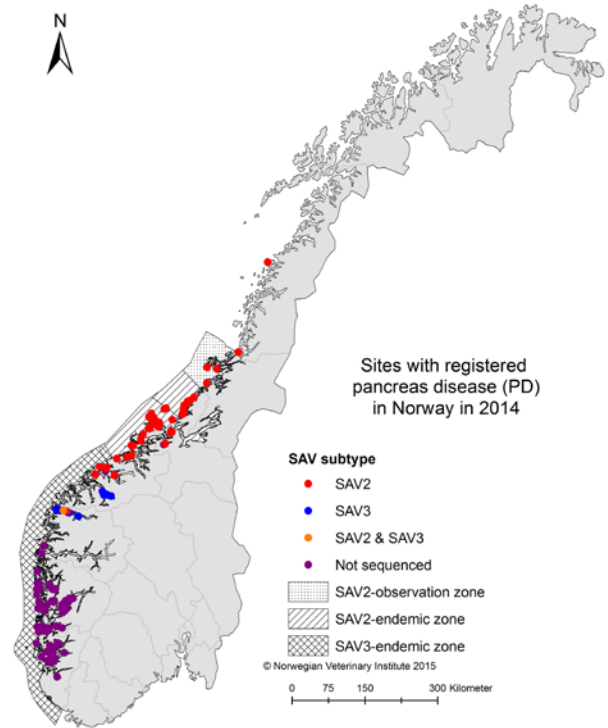 N
Sites with registered
pancreas disease (PD)
in Norway in 2014
SAV subtype
SAV2
SAV3
SAV2 & SAV3
Not sequenced
SAV2-observation zone
SAV2-endemic zone
SAV3-endemic zone
© Norwegian Veterinary Institute 2015
0 75 150 300 Kilometer